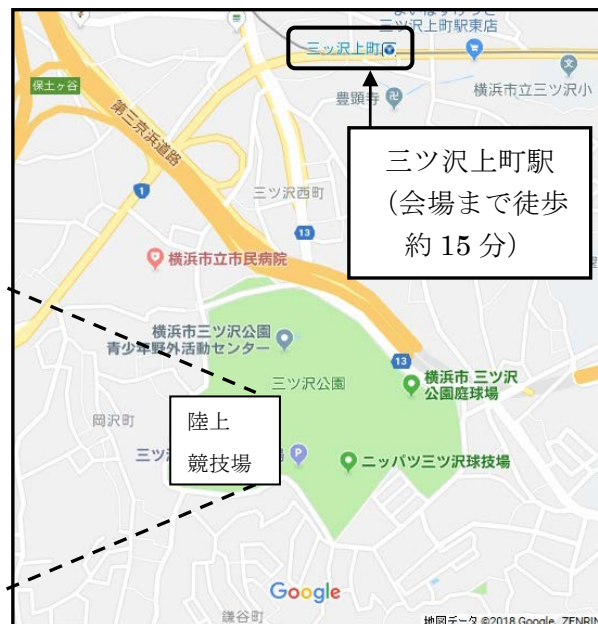 三ツ沢上町駅東店
三ッ沢上町
保土ヶ谷
豊顕寺
横浜市立三ツ沢小
第三京浜道路
三ツ沢上町駅
(会場まで徒歩
約 15 分)
1
三ツ沢西町
13
横浜市立市民病院
横浜市三ツ沢公園
青少年野外活動センター
13
三ツ沢公園
横浜市 三ツ沢
公園庭球場
岡沢町
陸上
競技場
三ツ
P
ニッパツ三ツ沢球技場
Google
鎌谷町
地図データ ©2018 Google, ZENRIN